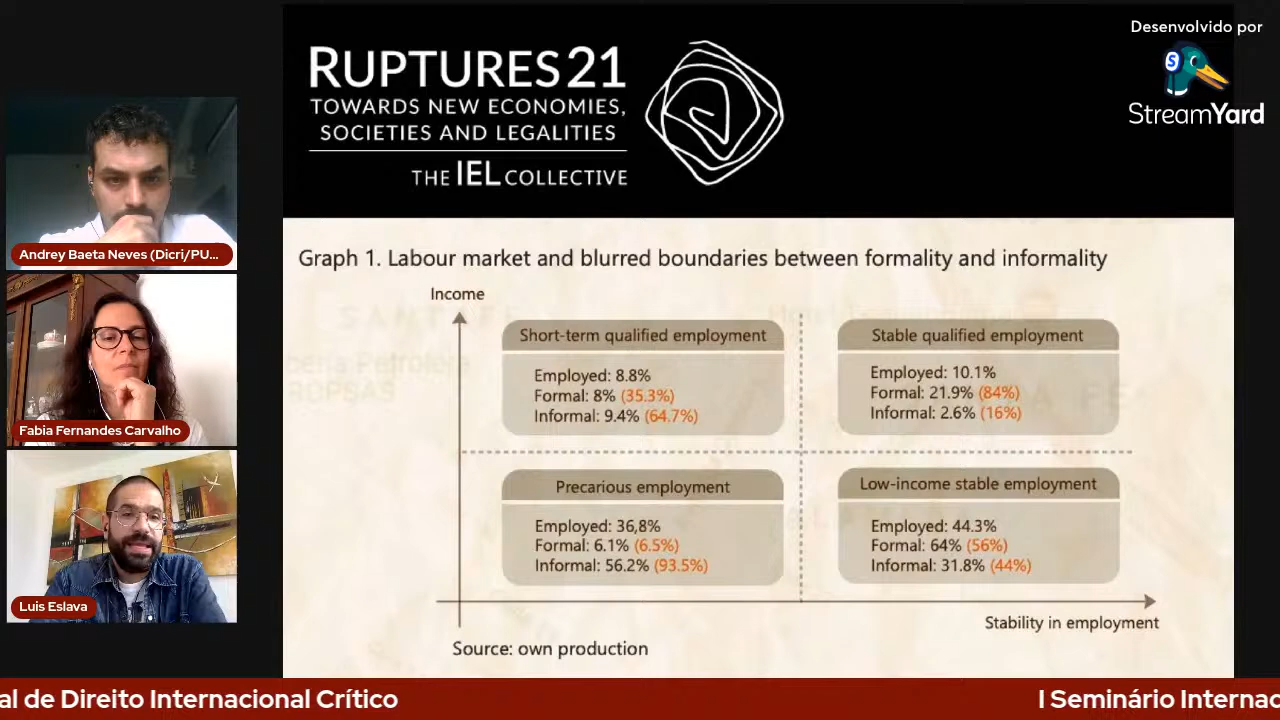 RUPTURES21
TOWARDS NEW ECONOMIES,
SOCIETIES AND LEGALITIES
THE IEL COLLECTIVE
Desenvolvido por
S
StreamYard
Andrey Baeta Neves (Dicri/PU...
Fabia Fernandes Carvalho
Luis Eslava
Graph 1. Labour market and blurred boundaries between formality and informality
Income
Short-term qualified employment
Employed: 8.8%
Formal: 8% (35.3%)
Informal: 9.4% (64.7%)
Stable qualified employment
Employed: 10.1%
Formal: 21.9% (84%)
Informal: 2.6% (16%)
Precarious employment
Employed: 36,8%
Formal: 6.1% (6.5%)
Informal: 56.2% (93.5%)
Low-income stable employment
Employed: 44.3%
Formal: 64% (56%)
Informal: 31.8% (44%)
Stability in employment
Source: own production
al de Direito Internacional Crítico
I Seminário Internac